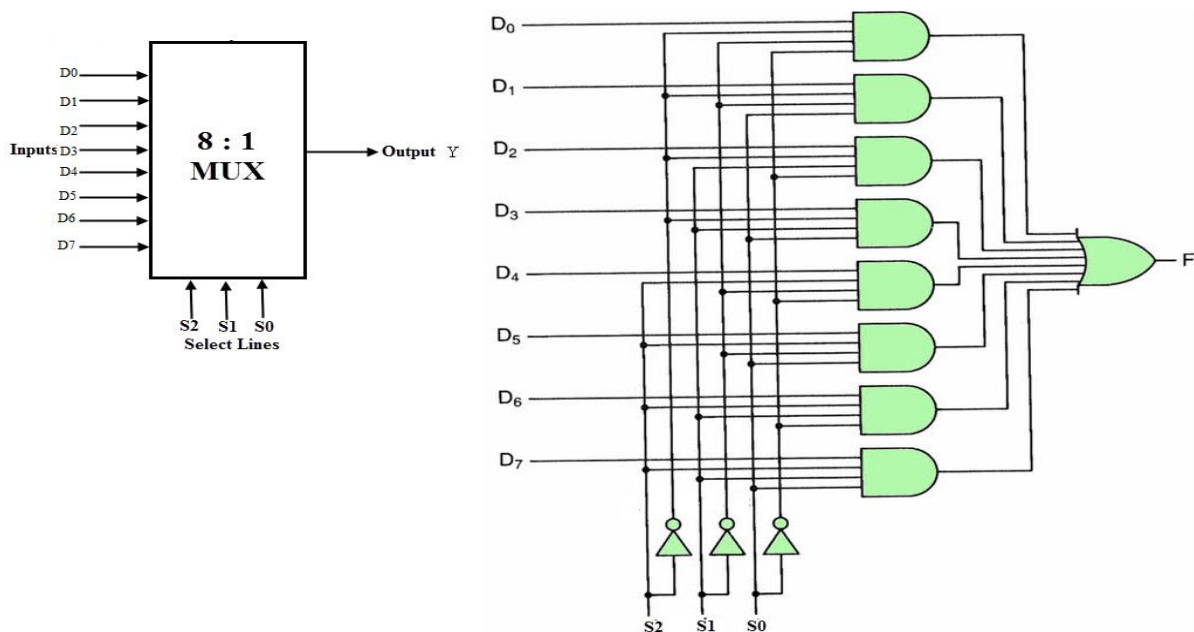 D0
D1
D2
Inputs D3
D4
D5
D6
D7
8 : 1
MUX
Output Y
S2 S1 S0
Select Lines
D₀
D₁
D₂
D₃
D₄
D₅
D₆
D₇
F
S2 S1 S0